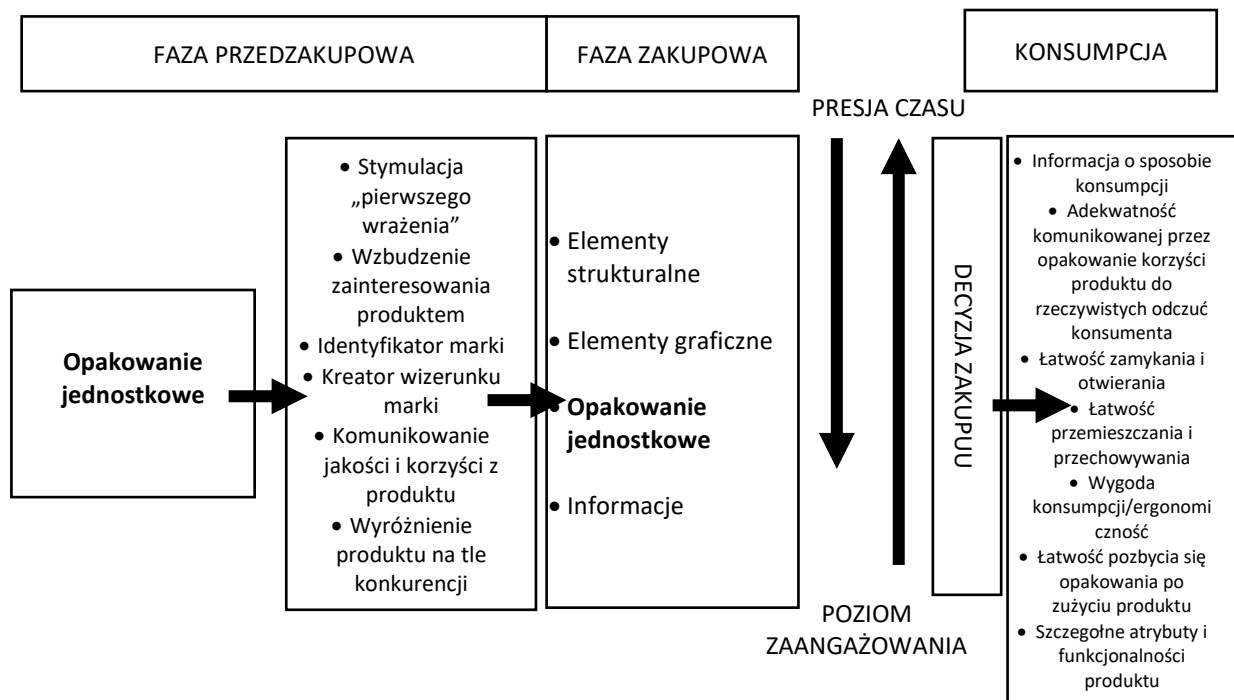 FAZA PRZEDZAKUPOWA
FAZA ZAKUPOWA
KONSUMPCJA
Opakowanie
jednostkowe
• Stymulacja
„pierwszego
wrażenia”
• Wzbudzenie
zainteresowania
produktem
• Identyfikator marki
• Kreator wizerunku
marki
• Komunikowanie
jakości i korzyści z
produktu
• Wyróżnienie
produktu na tle
konkurencji
• Elementy
strukturalne
• Elementy graficzne
• Opakowanie
jednostkowe
• Informacje
PRESJA CZASU
POZIOM
ZAANGAŻOWANIA
DECYZJA ZAKUPUU
• Informacja o sposobie
konsumpcji
• Adekwatność
komunikowanej przez
opakowanie korzyści
produktu do
rzeczywistych odczuć
konsumenta
• Łatwość zamykania i
otwierania
• Łatwość
przemieszczania i
przechowywania
• Wygoda
konsumpcji/ergonomi
czność
• Łatwość pozbycia się
opakowania po
zużyciu produktu
• Szczegołne atrybuty i
funkcjonalności
produktu